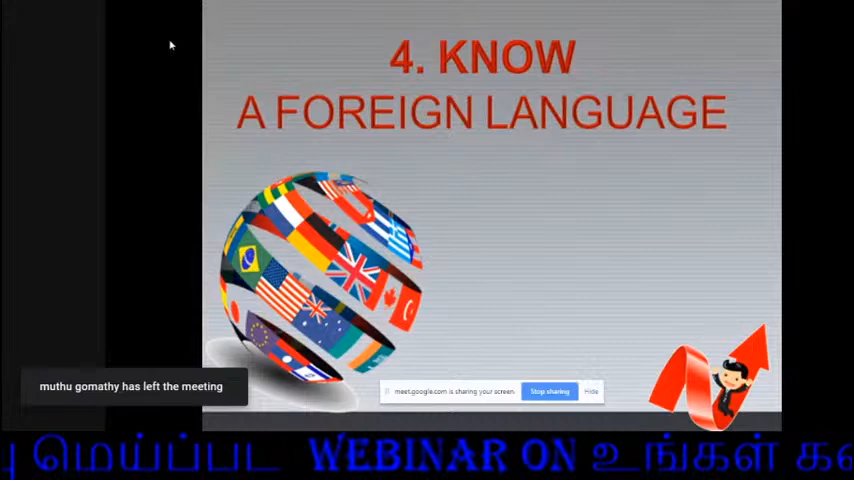 4. KNOW
A FOREIGN LANGUAGE
muthu gomathy has left the meeting
meet.google.com is sharing your screen.
Stop sharing
Hide
மெய்ப்பட WEBINAR ON உங்கள்